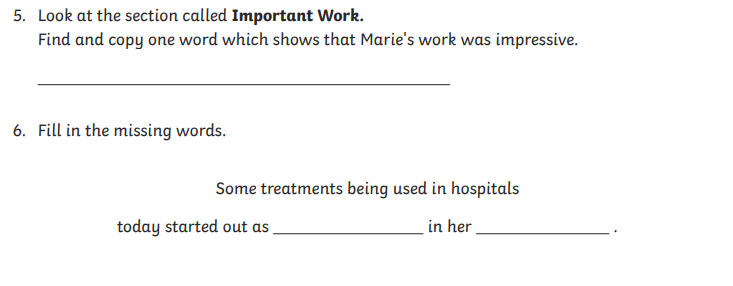 5. Look at the section called Important Work.
Find and copy one word which shows that Marie's work was impressive.
6. Fill in the missing words.
Some treatments being used in hospitals
today started out as ____________________ in her __________________ .